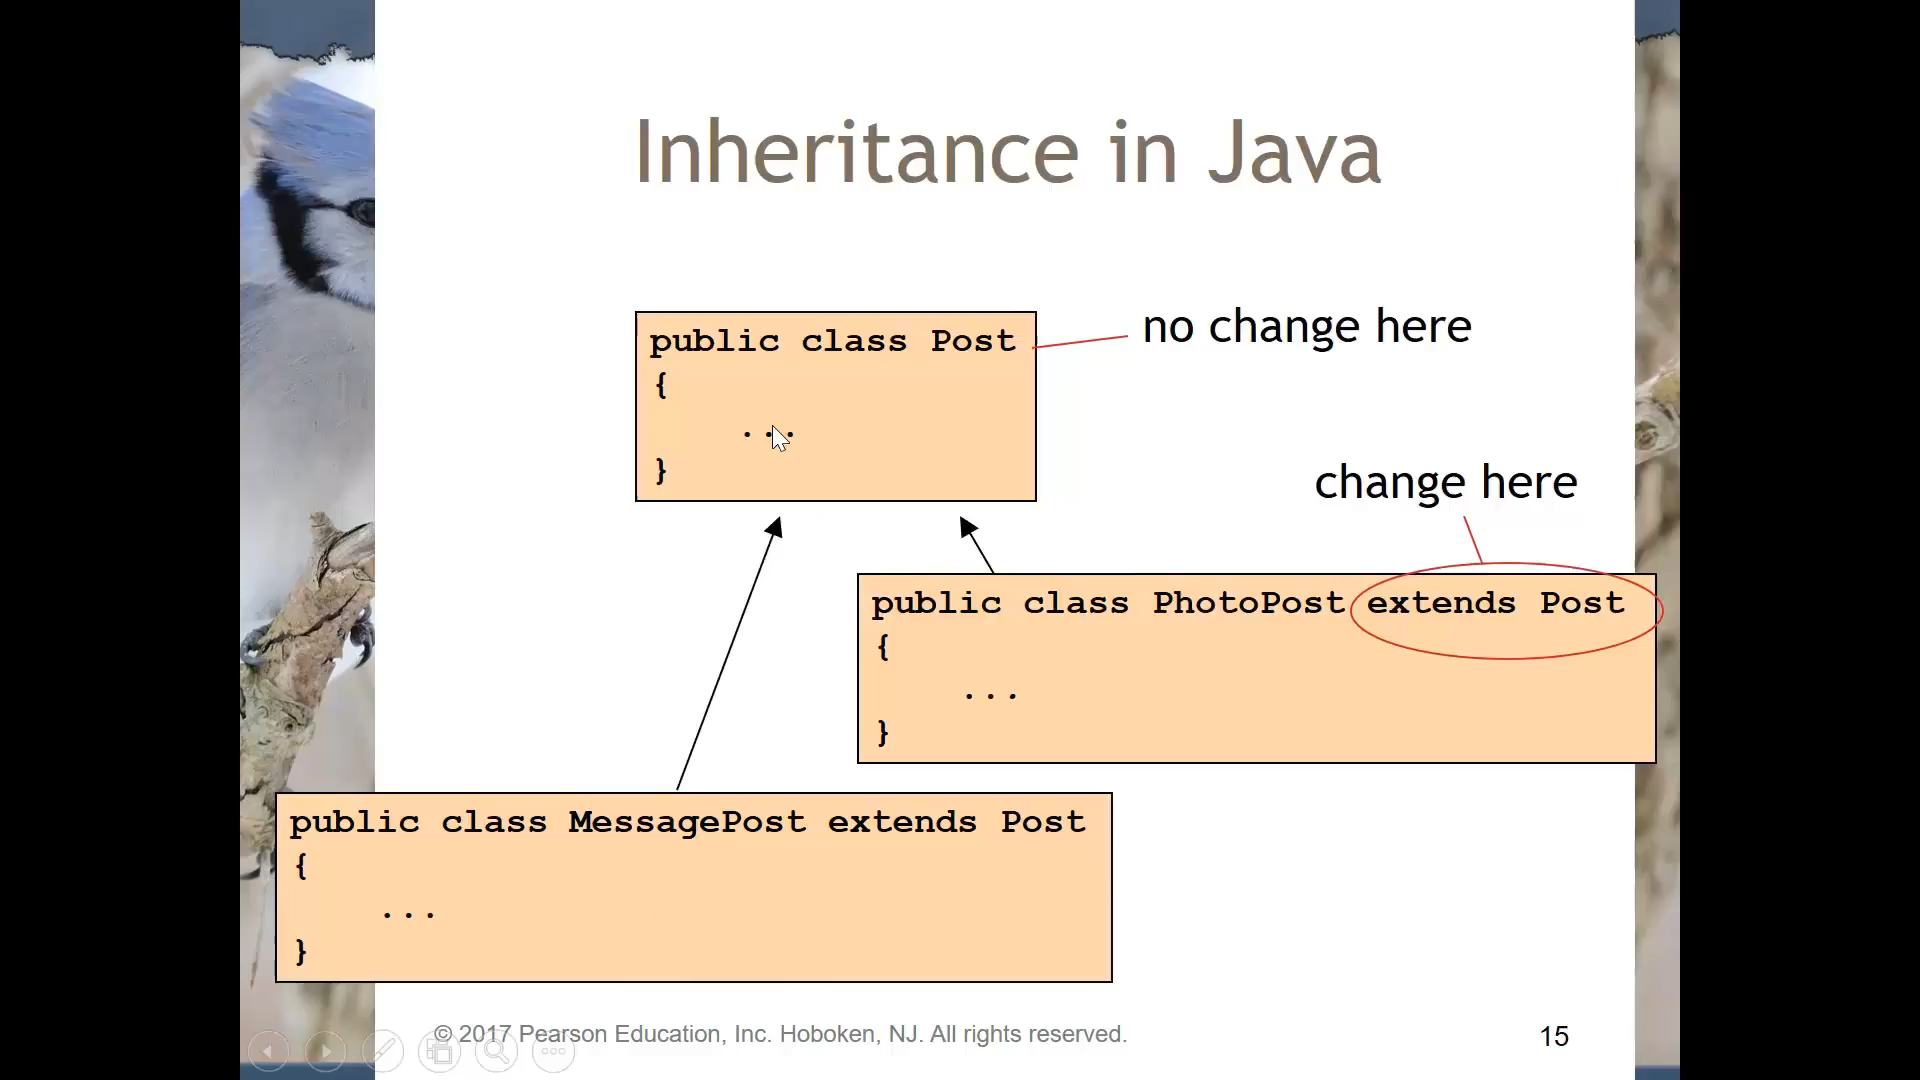 Inheritance in Java
public class Post
{
...
}
no change here
change here
public class PhotoPost extends Post
{
...
}
public class MessagePost extends Post
{
...
}
© 2017 Pearson Education, Inc. Hoboken, NJ. All rights reserved.
15